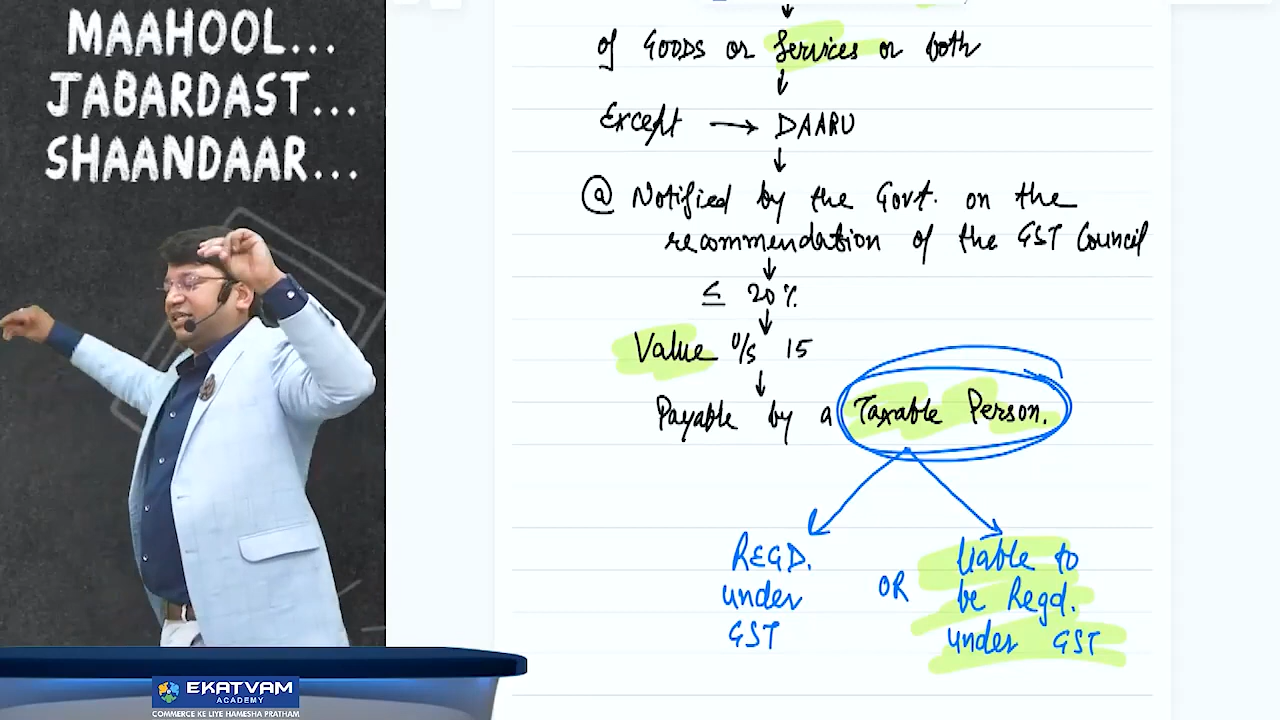 MAAHOOL...
JABARDAST...
SHAANDAAR...
of GOODS or Services or both
Except → DAARU
@ Notified by the Govt. on the
recommendation of the GST Council
≤ 20%
Value u/s 15
Payable by a Taxable Person.
REGD.
under
GST
OR
liable to
be Regd.
under GST
EKATVAM
ACADEMY
COMMERCE KE LIYE HAMESHA PRATHAM